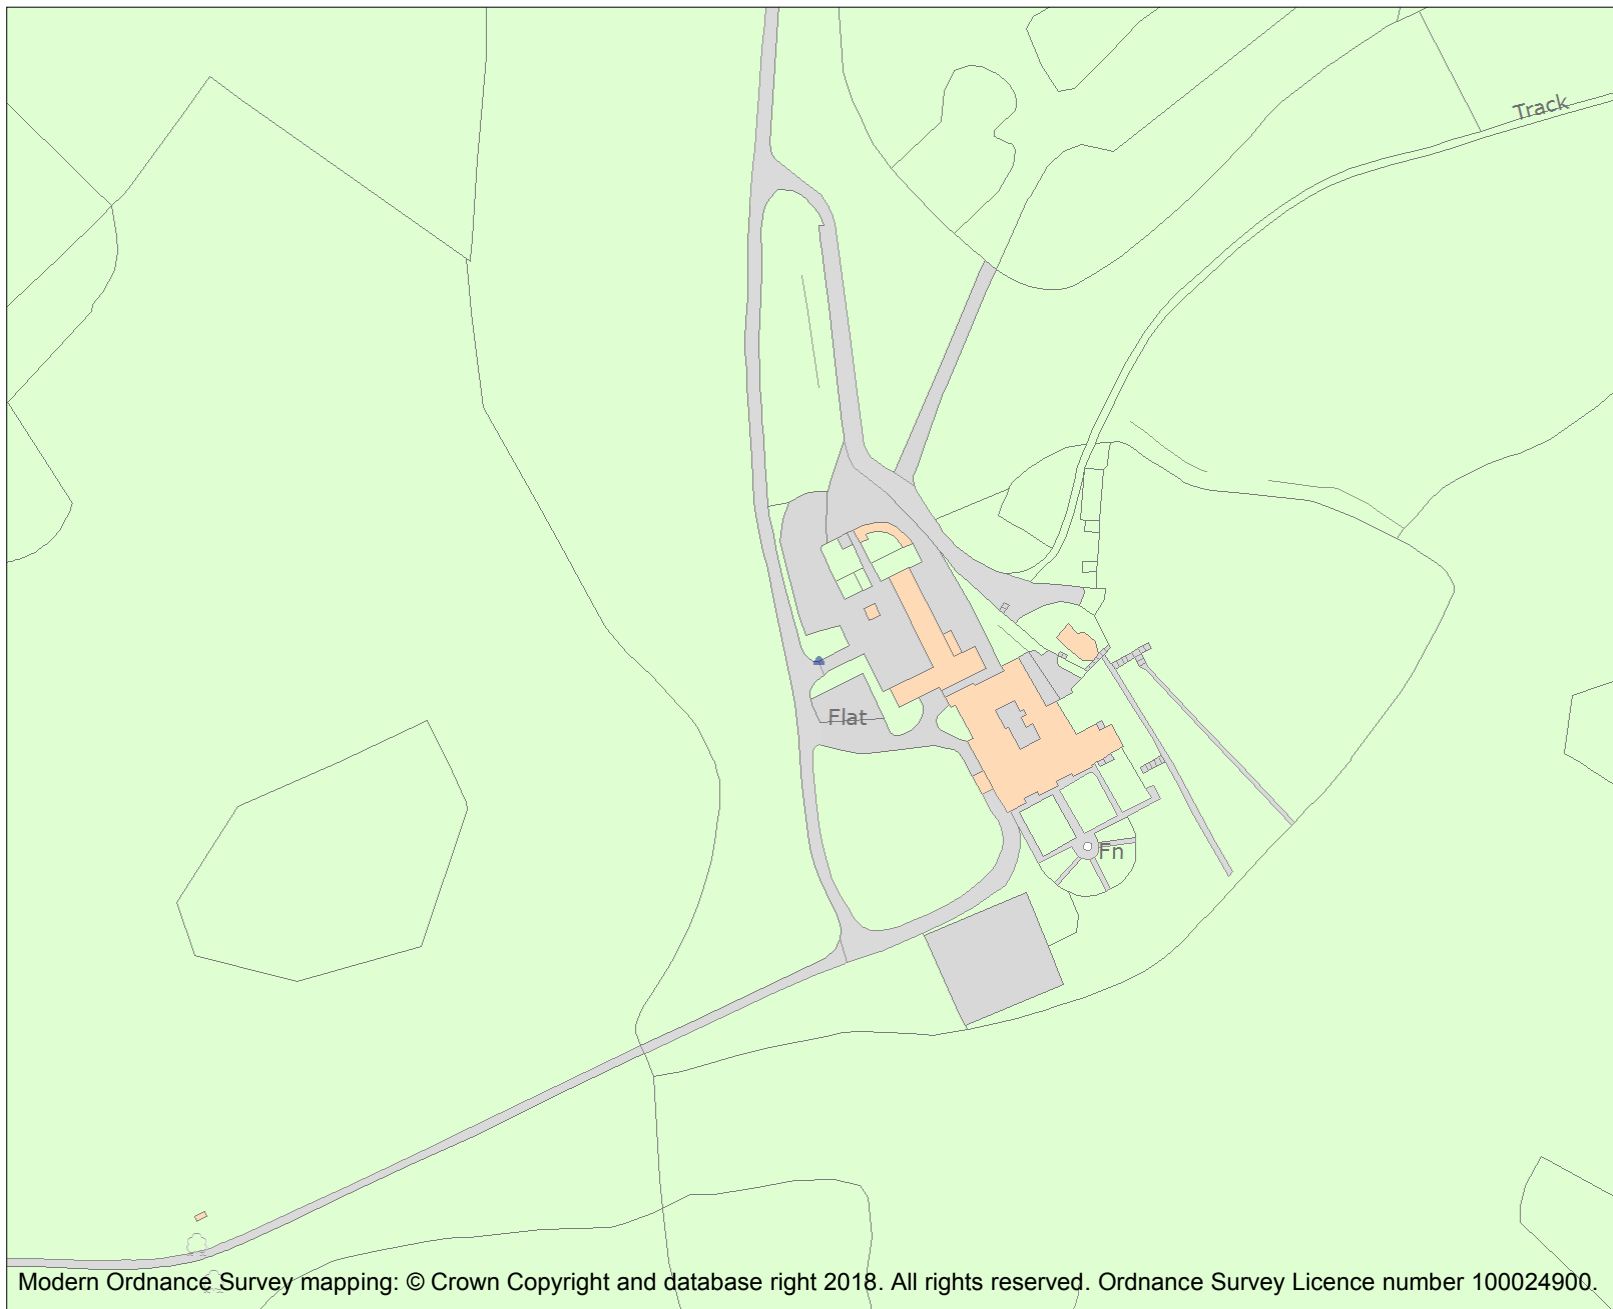 Track
Flat
Fn
Modern Ordnance Survey mapping: © Crown Copyright and database right 2018. All rights reserved. Ordnance Survey Licence number 100024900.